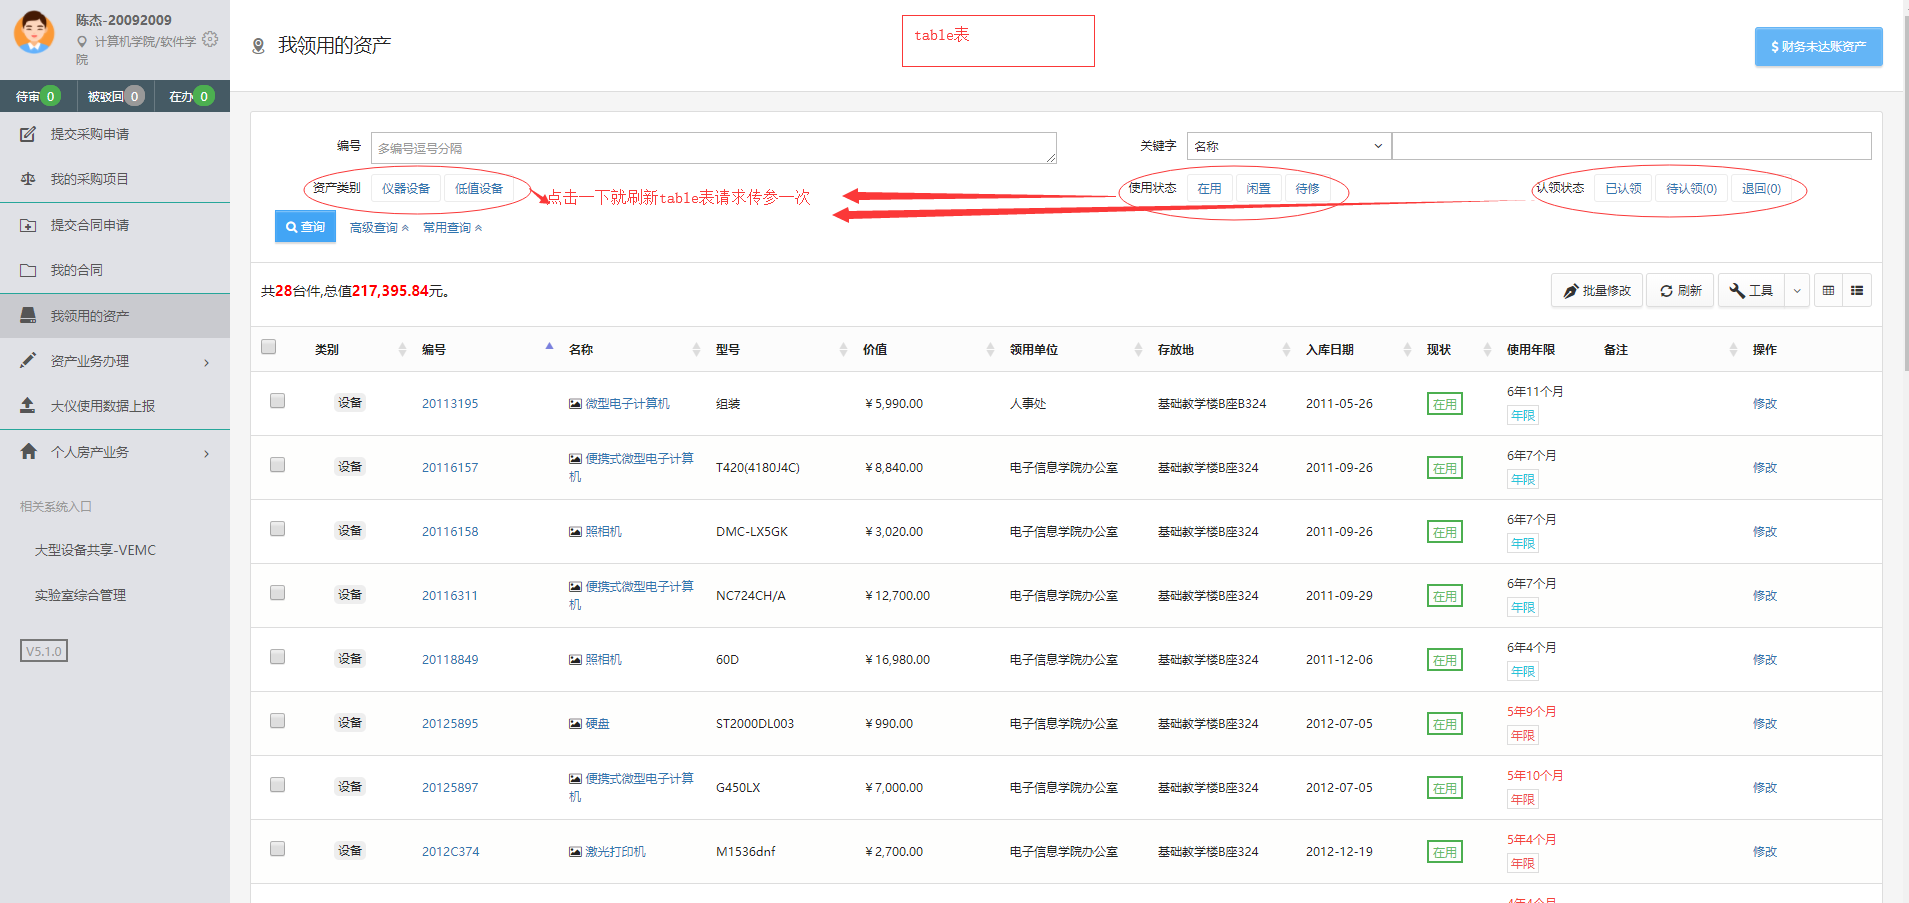 陈杰-20092009
计算机学院/软件学
院
待审 0 被驳回 0 在办 0
提交采购申请
我的采购项目
提交合同申请
我的合同
我领用的资产
资产业务办理
大仪使用数据上报
个人房产业务
相关系统入口
大型设备共享-VEMC
实验室综合管理
V5.1.0
我领用的资产
table表
$ 财务未达账资产
编号 多编号逗号分隔 关键字 名称
资产类别 仪器设备 低值设备 点击一下就刷新table表请求传参一次 使用状态 在用 闲置 待修 认领状态 已认领 待认领(0) 退回(0)
查询 高级查询 常用查询
共28台件,总值217,395.84元。 批量修改 刷新 工具
类别 编号 名称 型号 价值 领用单位 存放地 入库日期 现状 使用年限 备注 操作
设备 20113195 微型电子计算机 组装 ￥5,990.00 人事处 基础教学楼B座B324 2011-05-26 在用 6年11个月 修改
年限
设备 20116157 便携式微型电子计算 T420(4180J4C) ￥8,840.00 电子信息学院办公室 基础教学楼B座324 2011-09-26 在用 6年7个月 修改
机 年限
设备 20116158 照相机 DMC-LX5GK ￥3,020.00 电子信息学院办公室 基础教学楼B座324 2011-09-26 在用 6年7个月 修改
年限
设备 20116311 便携式微型电子计算 NC724CH/A ￥12,700.00 电子信息学院办公室 基础教学楼B座324 2011-09-29 在用 6年7个月 修改
机 年限
设备 20118849 照相机 60D ￥16,980.00 电子信息学院办公室 基础教学楼B座324 2011-12-06 在用 6年4个月 修改
年限
设备 20125895 硬盘 ST2000DL003 ￥990.00 电子信息学院办公室 基础教学楼B座324 2012-07-05 在用 5年9个月 修改
年限
设备 20125897 便携式微型电子计算 G450LX ￥7,000.00 电子信息学院办公室 基础教学楼B座324 2012-07-05 在用 5年10个月 修改
机 年限
设备 2012C374 激光打印机 M1536dnf ￥2,700.00 电子信息学院办公室 基础教学楼B座324 2012-12-19 在用 5年4个月 修改
年限